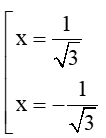 x = 1/√3
x = -1/√3